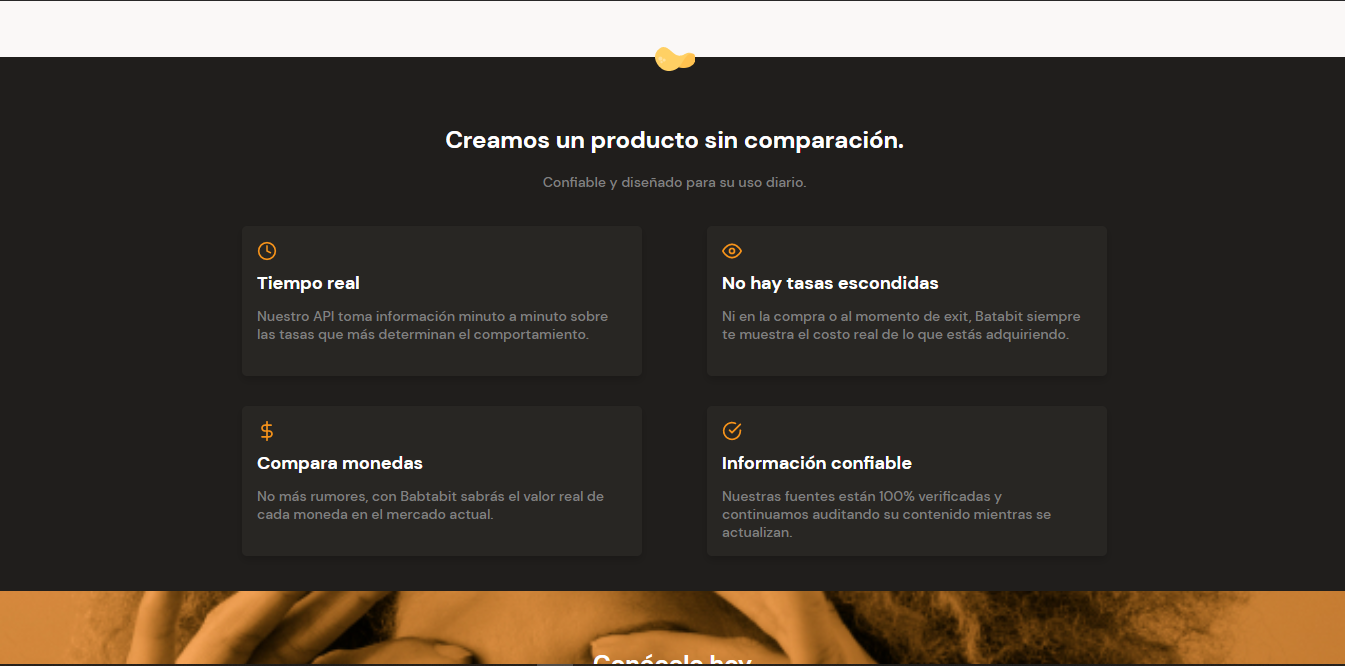 Creamos un producto sin comparación.
Confiable y diseñado para su uso diario.
Tiempo real
Nuestro API toma información minuto a minuto sobre
las tasas que más determinan el comportamiento.
No hay tasas escondidas
Ni en la compra o al momento de exit, Batabit siempre
te muestra el costo real de lo que estás adquiriendo.
Compara monedas
No más rumores, con Babtabit sabrás el valor real de
cada moneda en el mercado actual.
Información confiable
Nuestras fuentes están 100% verificadas y
continuamos auditando su contenido mientras se
actualizan.
Conócelo hoy